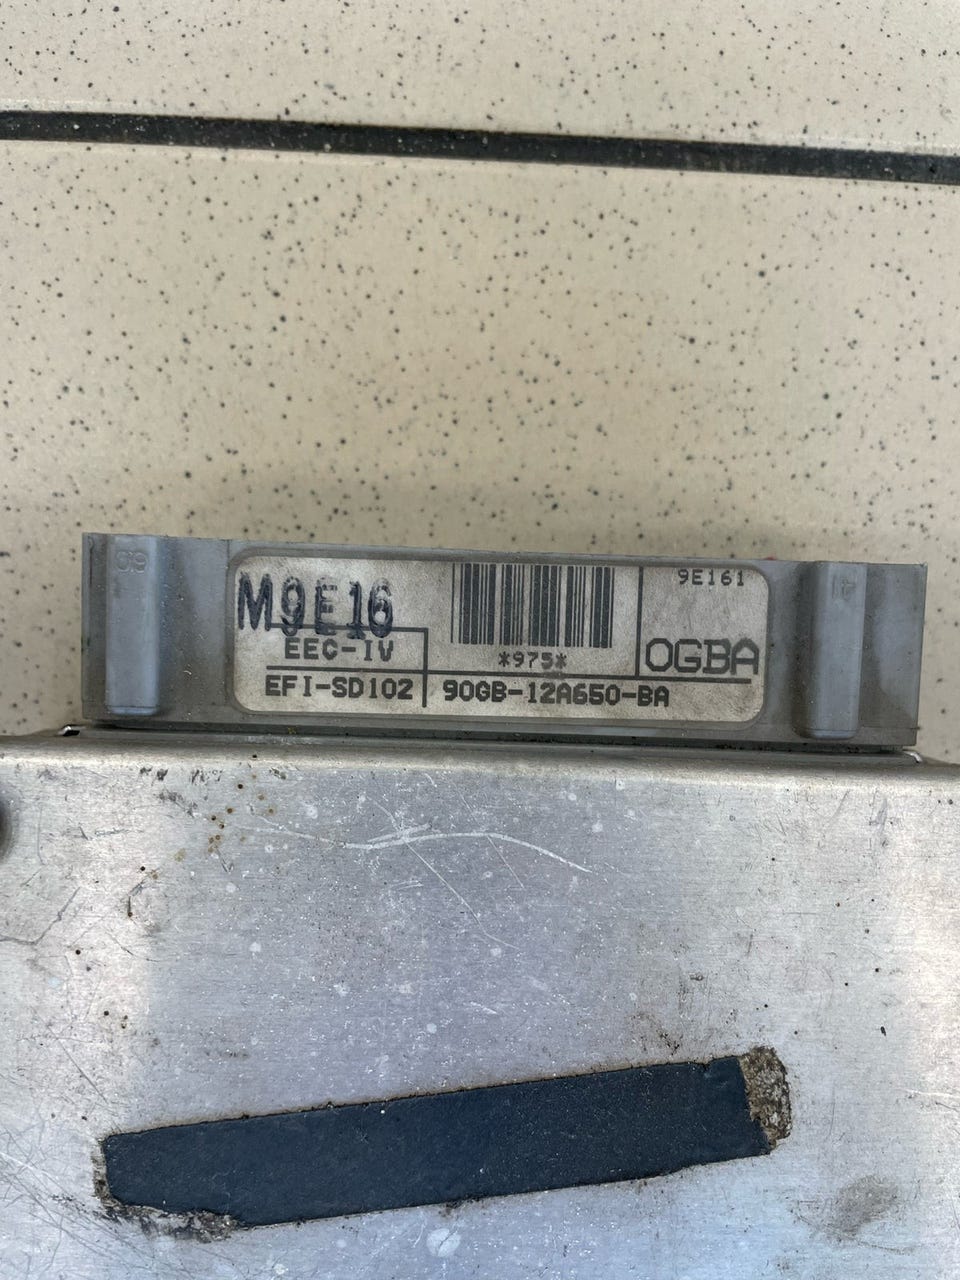 M9E16
EEC-IV
*975*
9E161
OGBA
EFI-SD102
90GB-12A650-BA